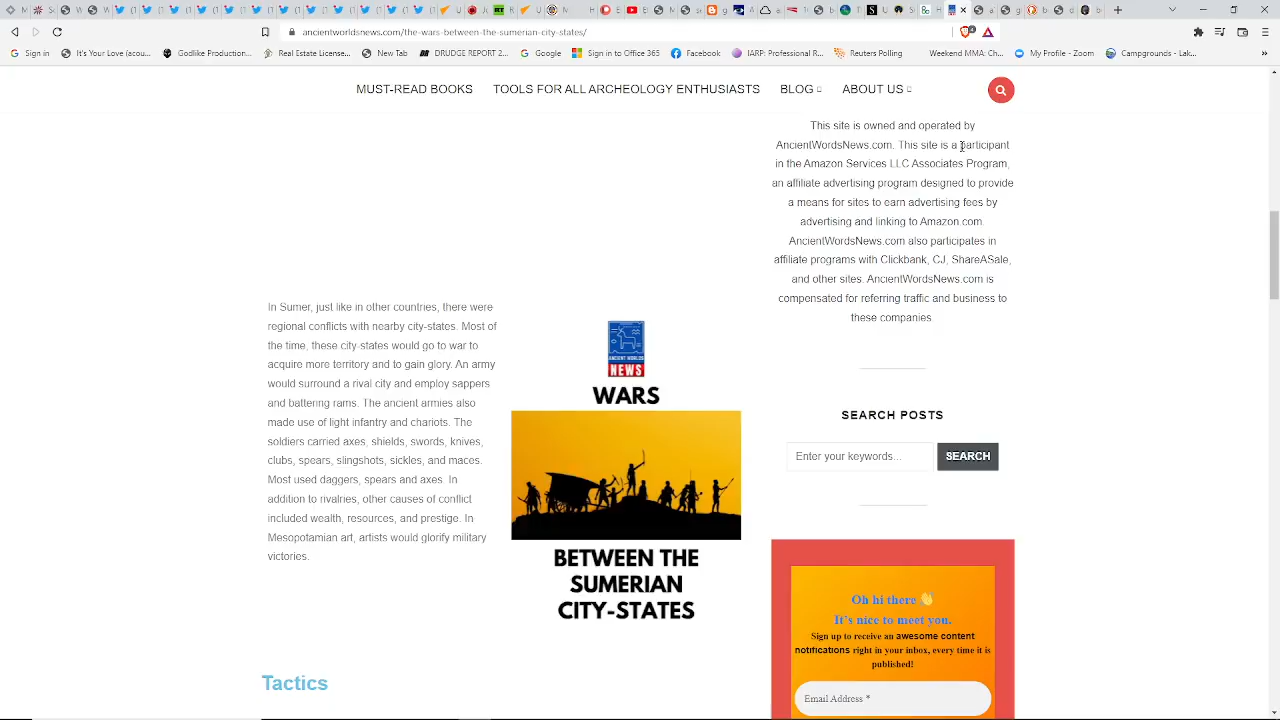 ancientworldsnews.com/the-wars-between-the-sumerian-city-states/
Sign in
It's Your Love (acou...
Godlike Production...
Reload! - Citizen Fre...
New Tab
DRUDGE REPORT 2...
Google
Sign in to Office 365
Facebook
IARP: Professional R...
Reuters Polling
Weekend MMA: Ch...
My Profile - Zoom
Campgrounds - Lak...
MUST-READ BOOKS
TOOLS FOR ALL ARCHEOLOGY ENTHUSIASTS
BLOG
ABOUT US
This site is owned and operated by
AncientWordsNews.com. This site is a participant
in the Amazon Services LLC Associates Program,
an affiliate advertising program designed to provide
a means for sites to earn advertising fees by
advertising and linking to Amazon.com.
AncientWordsNews.com also participates in
affiliate programs with Clickbank, CJ, ShareASale,
and other sites. AncientWordsNews.com is
compensated for referring traffic and business to
these companies.
In Sumer, just like in other countries, there were
regional conflicts with nearby city-states. Most of
the time, these city states would go to war to
acquire more territory and to gain glory. An army
would surround a rival city and employ sappers
and battering rams. The ancient armies also
made use of light infantry and chariots. The
soldiers carried axes, shields, swords, knives,
clubs, spears, slingshots, sickles, and maces.
Most used daggers, spears and axes. In
addition to rivalries, other causes of conflict
included wealth, resources, and prestige. In
Mesopotamian art, artists would glorify military
victories.
ANCIENT WORLDS
NEWS
WARS
BETWEEN THE
SUMERIAN
CITY-STATES
SEARCH POSTS
Enter your keywords...
SEARCH
Oh hi there 👋
It's nice to meet you.
Sign up to receive an awesome content
notifications right in your inbox, every time it is
published!
Email Address *
Tactics